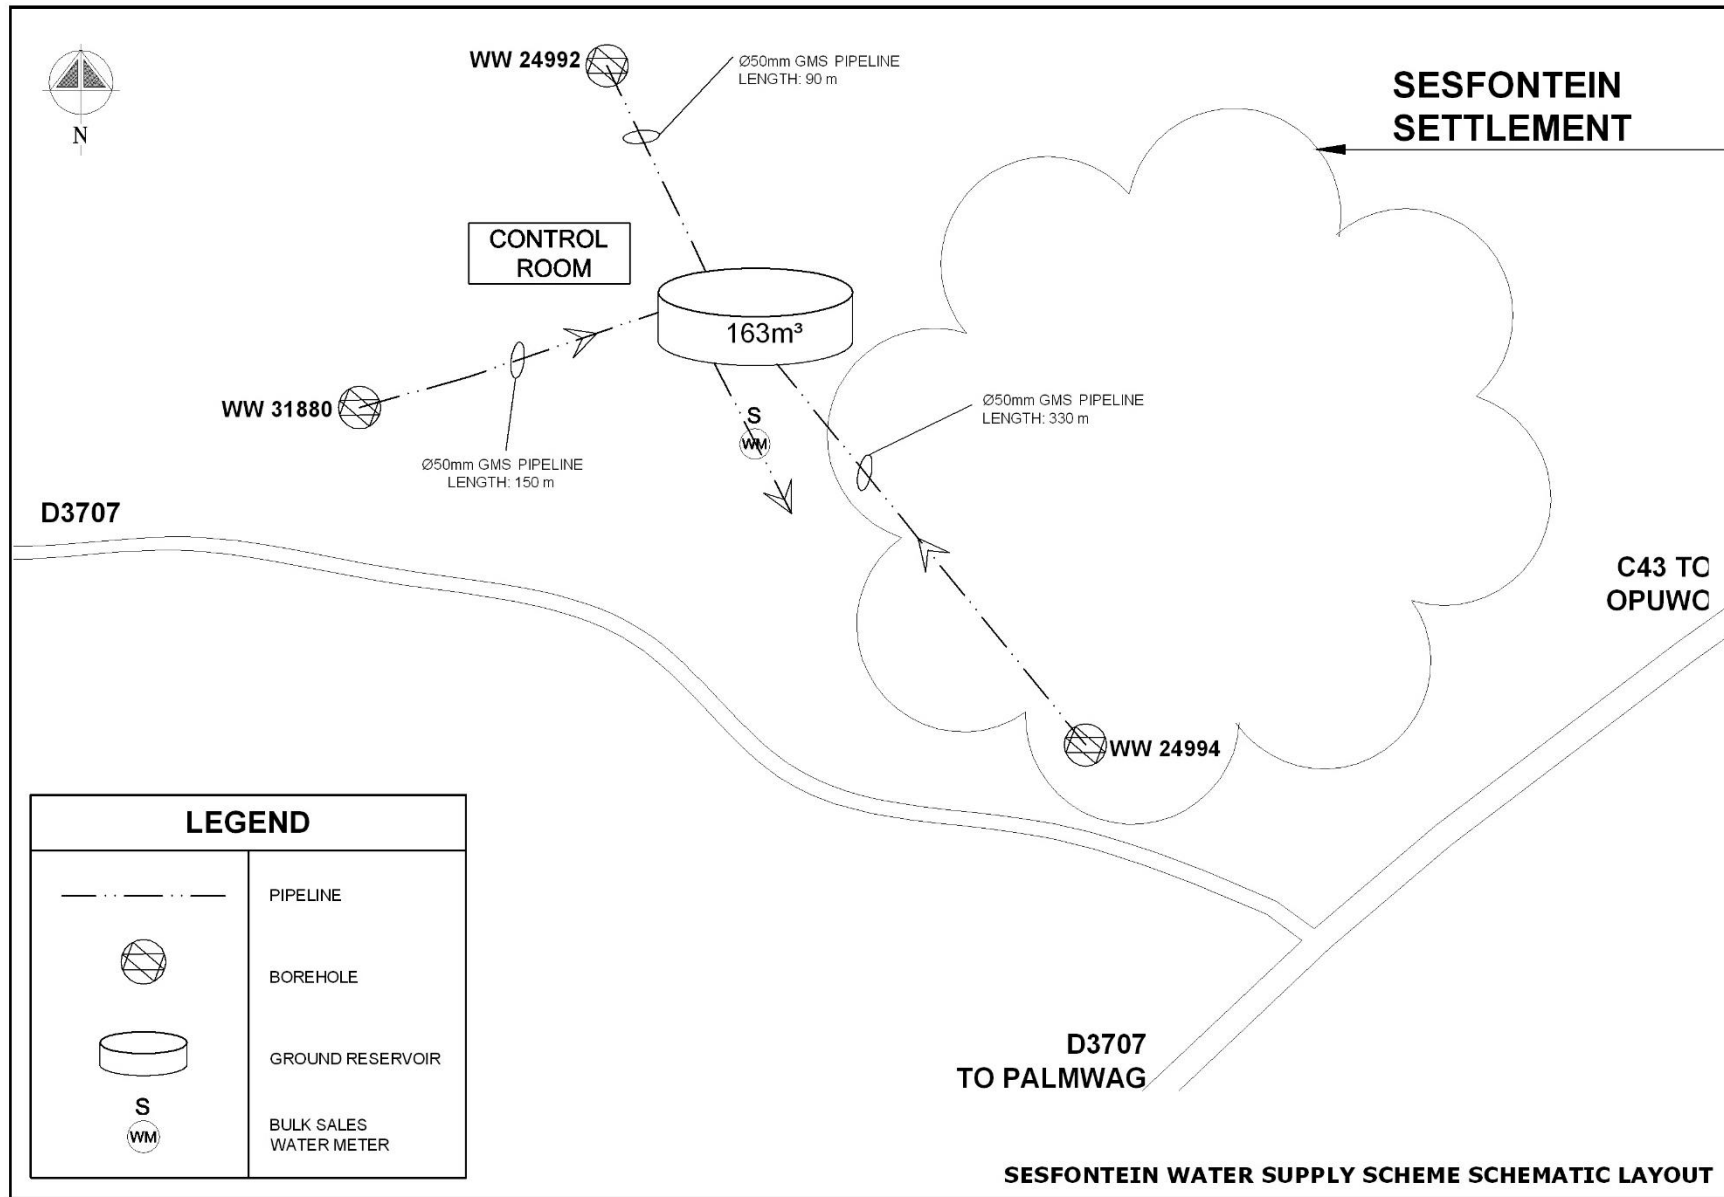 WW 24992
Ø50mm GMS PIPELINE
LENGTH: 90 m
SESFONTEIN
SETTLEMENT
N
CONTROL
ROOM
163m³
WW 31880
Ø50mm GMS PIPELINE
LENGTH: 150 m
S
WM
Ø50mm GMS PIPELINE
LENGTH: 330 m
D3707
C43 TO
OPUWO
WW 24994
LEGEND
PIPELINE
BOREHOLE
GROUND RESERVOIR
S
WM
BULK SALES
WATER METER
D3707
TO PALMWAG
SESFONTEIN WATER SUPPLY SCHEME SCHEMATIC LAYOUT